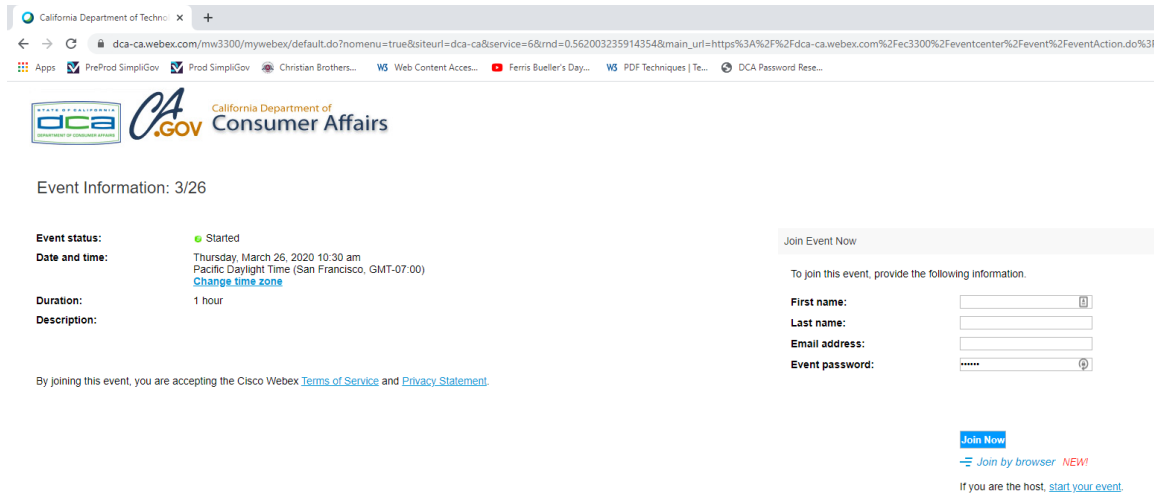 California Department of Techno
dca-ca.webex.com/mw3300/mywebex/default.do?nomenu=true&siteurl=dca-ca&service=6&rnd=0.562003235914354&main_url=https%3A%2F%2Fdca-ca.webex.com%2Fec3300%2Feventcenter%2Fevent%2FeventAction.do%3F
Apps PreProd SimpliGov Prod SimpliGov Christian Brothers... Web Content Acces... Ferris Bueller's Day... PDF Techniques | Te... DCA Password Rese...
STATE OF CALIFORNIA
dca
DEPARTMENT OF CONSUMER AFFAIRS
CA.GOV
California Department of
Consumer Affairs
Event Information: 3/26
Event status: Started
Date and time: Thursday, March 26, 2020 10:30 am
Pacific Daylight Time (San Francisco, GMT-07:00)
Change time zone
Duration: 1 hour
Description:
By joining this event, you are accepting the Cisco Webex Terms of Service and Privacy Statement.
Join Event Now
To join this event, provide the following information.
First name:
Last name:
Email address:
Event password: ••••••
Join Now
Join by browser NEW!
If you are the host, start your event.